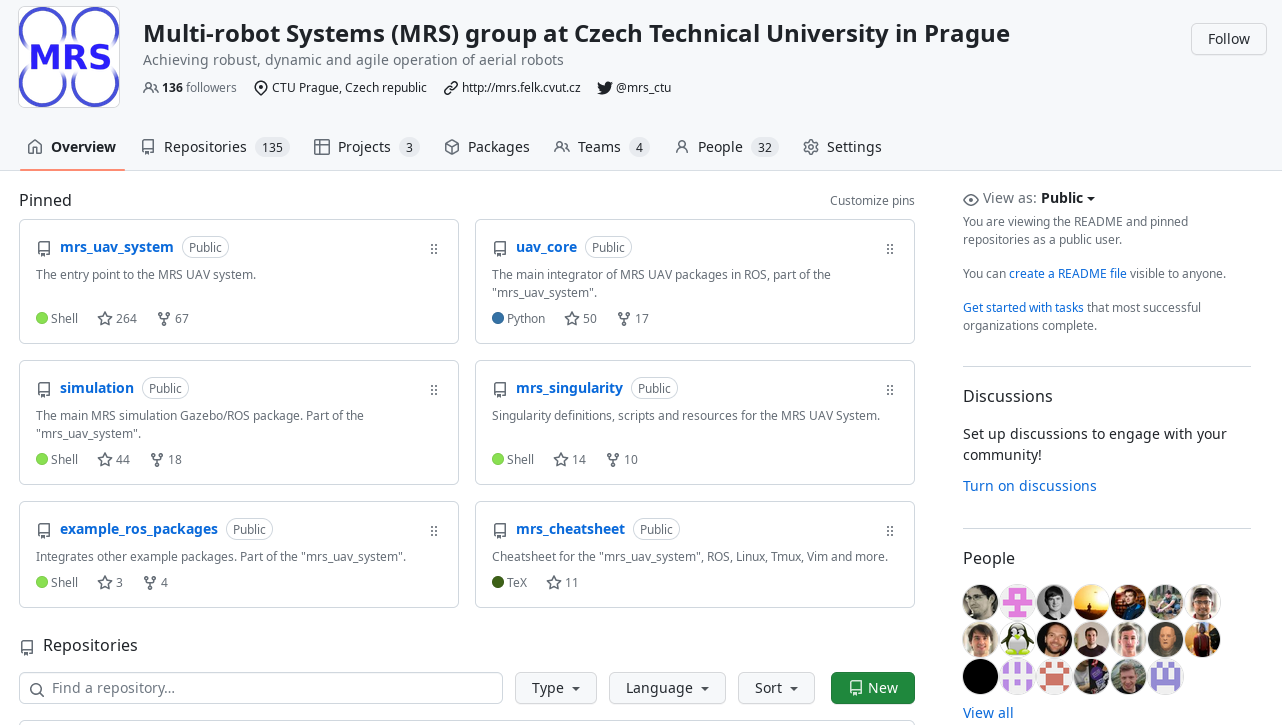 MRS
Multi-robot Systems (MRS) group at Czech Technical University in Prague
Follow
Achieving robust, dynamic and agile operation of aerial robots
136 followers CTU Prague, Czech republic http://mrs.felk.cvut.cz @mrs_ctu
Overview Repositories 135 Projects 3 Packages Teams 4 People 32 Settings
Pinned
Customize pins
mrs_uav_system Public
The entry point to the MRS UAV system.
Shell 264 67
uav_core Public
The main integrator of MRS UAV packages in ROS, part of the
"mrs_uav_system".
Python 50 17
simulation Public
The main MRS simulation Gazebo/ROS package. Part of the
"mrs_uav_system".
Shell 44 18
mrs_singularity Public
Singularity definitions, scripts and resources for the MRS UAV System.
Shell 14 10
example_ros_packages Public
Integrates other example packages. Part of the "mrs_uav_system".
Shell 3 4
mrs_cheatsheet Public
Cheatsheet for the "mrs_uav_system", ROS, Linux, Tmux, Vim and more.
TeX 11
Repositories
Find a repository... Type Language Sort New
View as: Public
You are viewing the README and pinned
repositories as a public user.
You can create a README file visible to anyone.
Get started with tasks that most successful
organizations complete.
Discussions
Set up discussions to engage with your
community!
Turn on discussions
People
View all